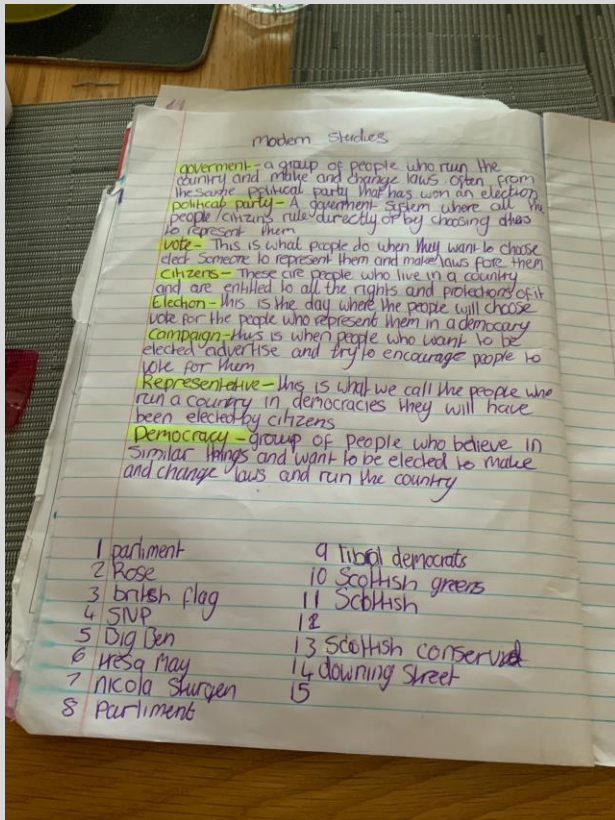 modern studies
goverment - a group of people who run the
country and make and change laws often from
the same political party that has won an election
political party - A goverment system where all the
people/citizins rule directly or by choosing
to represent them
vote - This is what people do when they want to choose
elect someone to represent them and make laws fore them
citizens - These are people who live in a country
and are entitled to all the rights and protections of it
Election - this is the day where the people will choose
vote for the people who represent them in a democary
Campaign - this is when people who want to be
elected advertise and try to encourage people to
vote for them
Representetive - this is what we call the people who
run a country in democracies they will have
been elected by citizens
Democracy - group of people who believe in
Similar things and want to be elected to make
and change laws and run the country
1 parliment
2 Rose
3 british flag
4 SNP
5 Big Ben
6 may
7 nicola sturgen
8 Parliment
9 democrats
10 Scottish greens
11 Scottish
12
13 Scottish
14 downing street
15